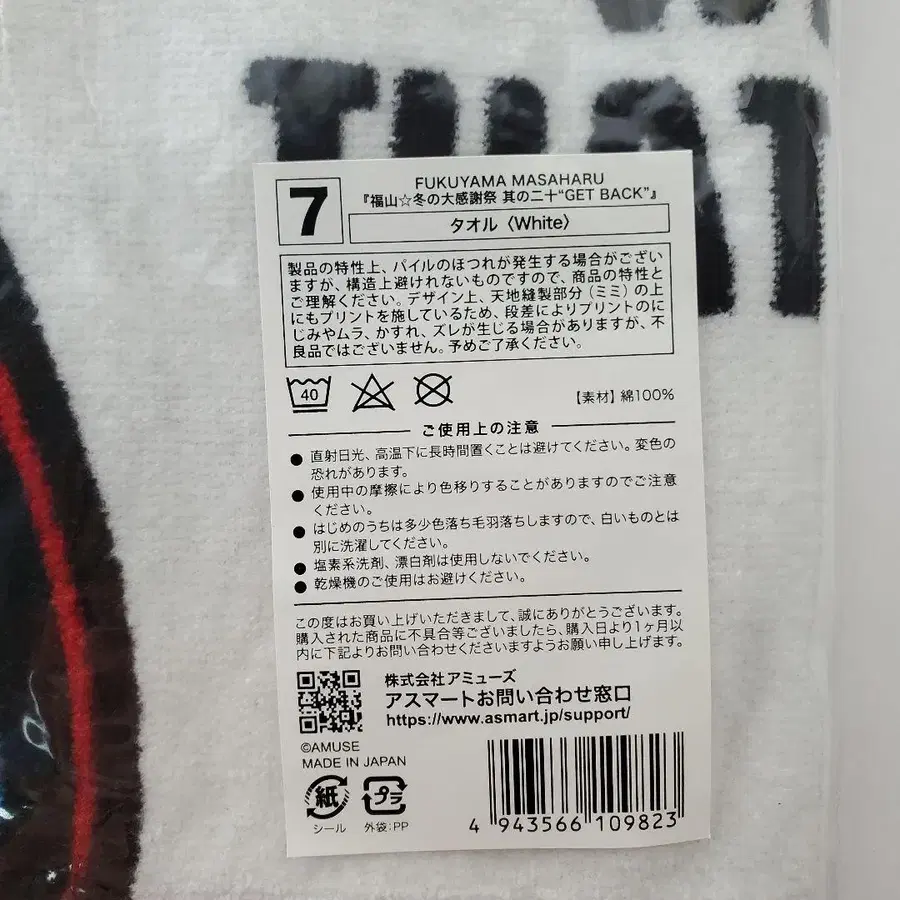 THAT
7
FUKUYAMA MASAHARU
『福山☆冬の大感謝祭 其の二十“GET BACK”』
タオル〈White〉
製品の特性上、パイルのほつれが発生する場合がござい
ますが、構造上避けれないものですので、商品の特性と
ご理解ください。デザイン上、天地縫製部分(ミミ)の上
にもプリントを施しているため、段差によりプリントのに
じみやムラ、かすれ、ズレが生じる場合がありますが、不
良品ではございません。予めご了承ください。
40
【素材】綿100%
ご使用上の注意
● 直射日光、高温下に長時間置くことは避けてください。変色の
恐れがあります。
● 使用中の摩擦により色移りすることがありますのでご注意
ください。
● はじめのうちは多少色落ち毛羽落ちしますので、白いものとは
別に洗濯してください。
● 塩素系洗剤、漂白剤は使用しないでください。
● 乾燥機のご使用はお避けください。
この度はお買い上げいただきまして、誠にありがとうございます。
購入された商品に不具合等ございましたら、購入日より1ヶ月以
内に下記よりお問い合わせくださいますようお願い申し上げます。
株式会社アミューズ
アスマートお問い合わせ窓口
https://www.asmart.jp/support/
©AMUSE
MADE IN JAPAN
紙
プラ
シール
外袋:PP
4 943566 109823